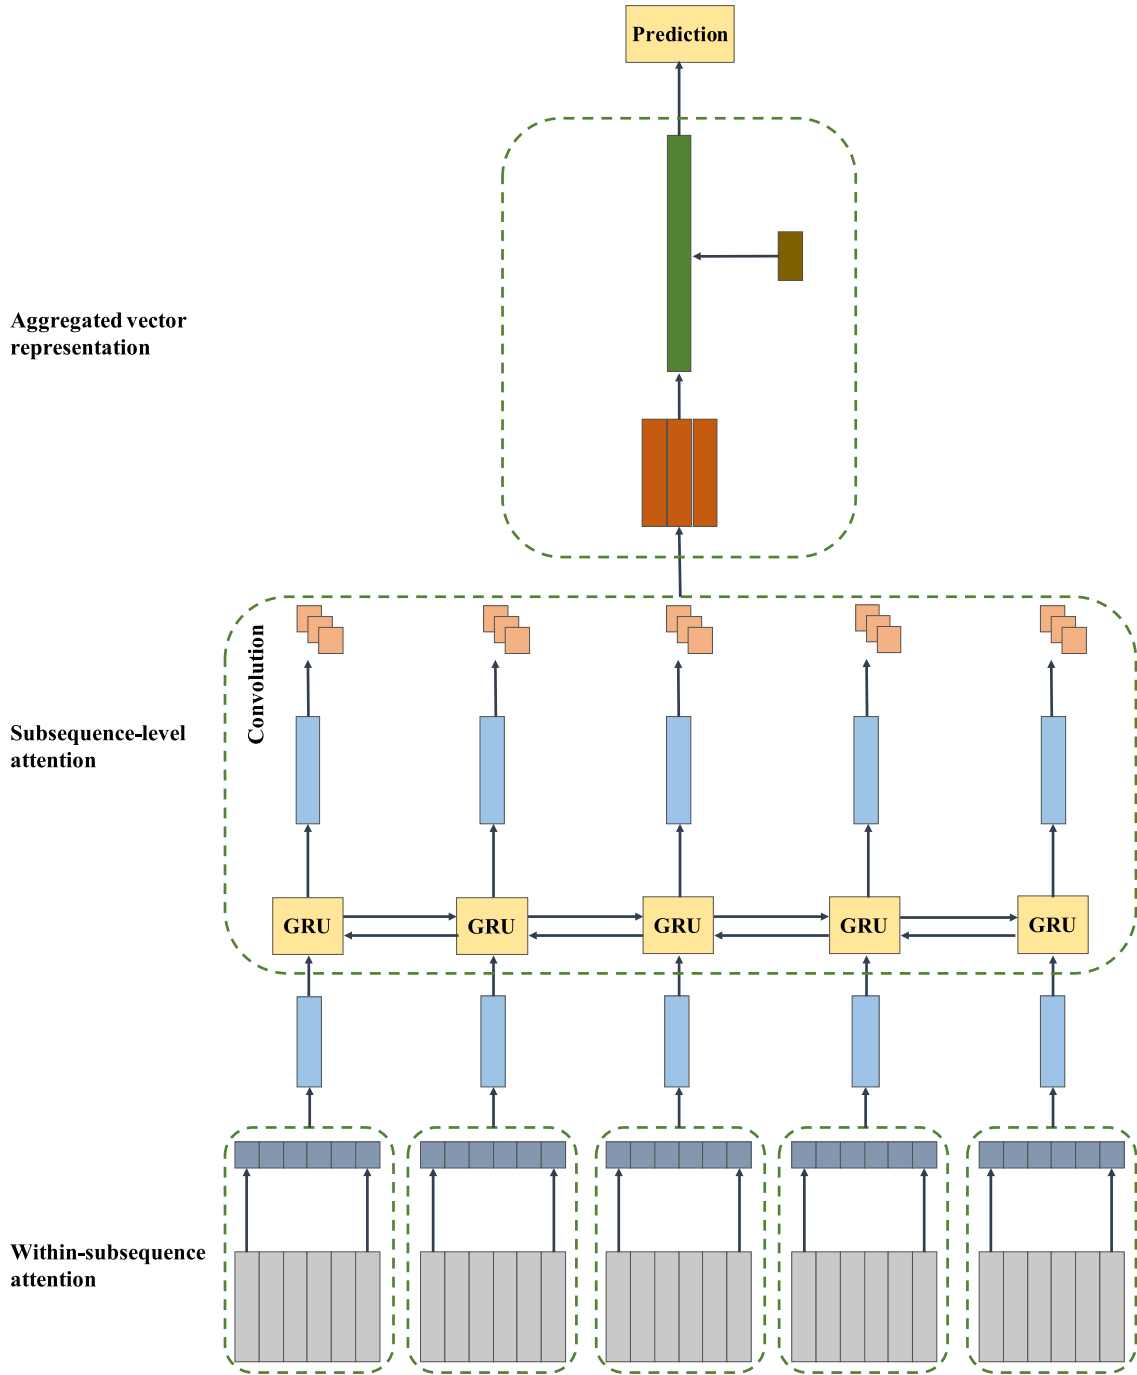 Prediction
Aggregated vector
representation
Convolution
Subsequence-level
attention
GRU GRU GRU GRU GRU
Within-subsequence
attention